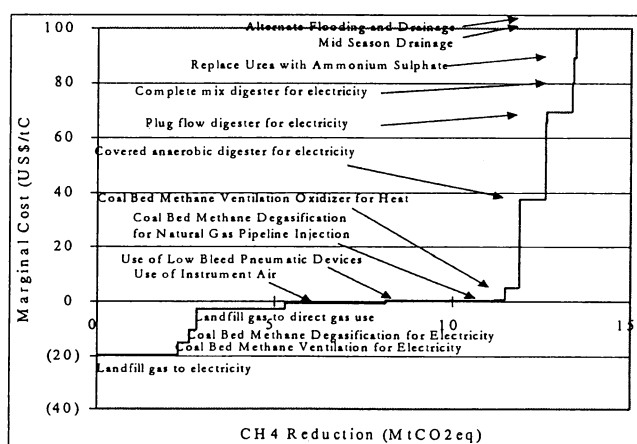 Alternate Flooding and Drainage
100
Mid Season Drainage
Replace Urea with Ammonium Sulphate
80
Complete mix digester for electricity
Plug flow digester for electricity
60
Covered anaerobic digester for electricity
40
Coal Bed Methane Ventilation Oxidizer for Heat
Coal Bed Methane Degasification
20
for Natural Gas Pipeline Injection
Use of Low Bleed Pneumatic Devices
Use of Instrument Air
0
0
5
10
15
Landfill gas to direct gas use
Coal Bed Methane Degasification for Electricity
Coal Bed Methane Ventilation for Electricity
(20)
Landfill gas to electricity
(40)
Marginal Cost (US$/tC)
CH4 Reduction (MtCO2eq)